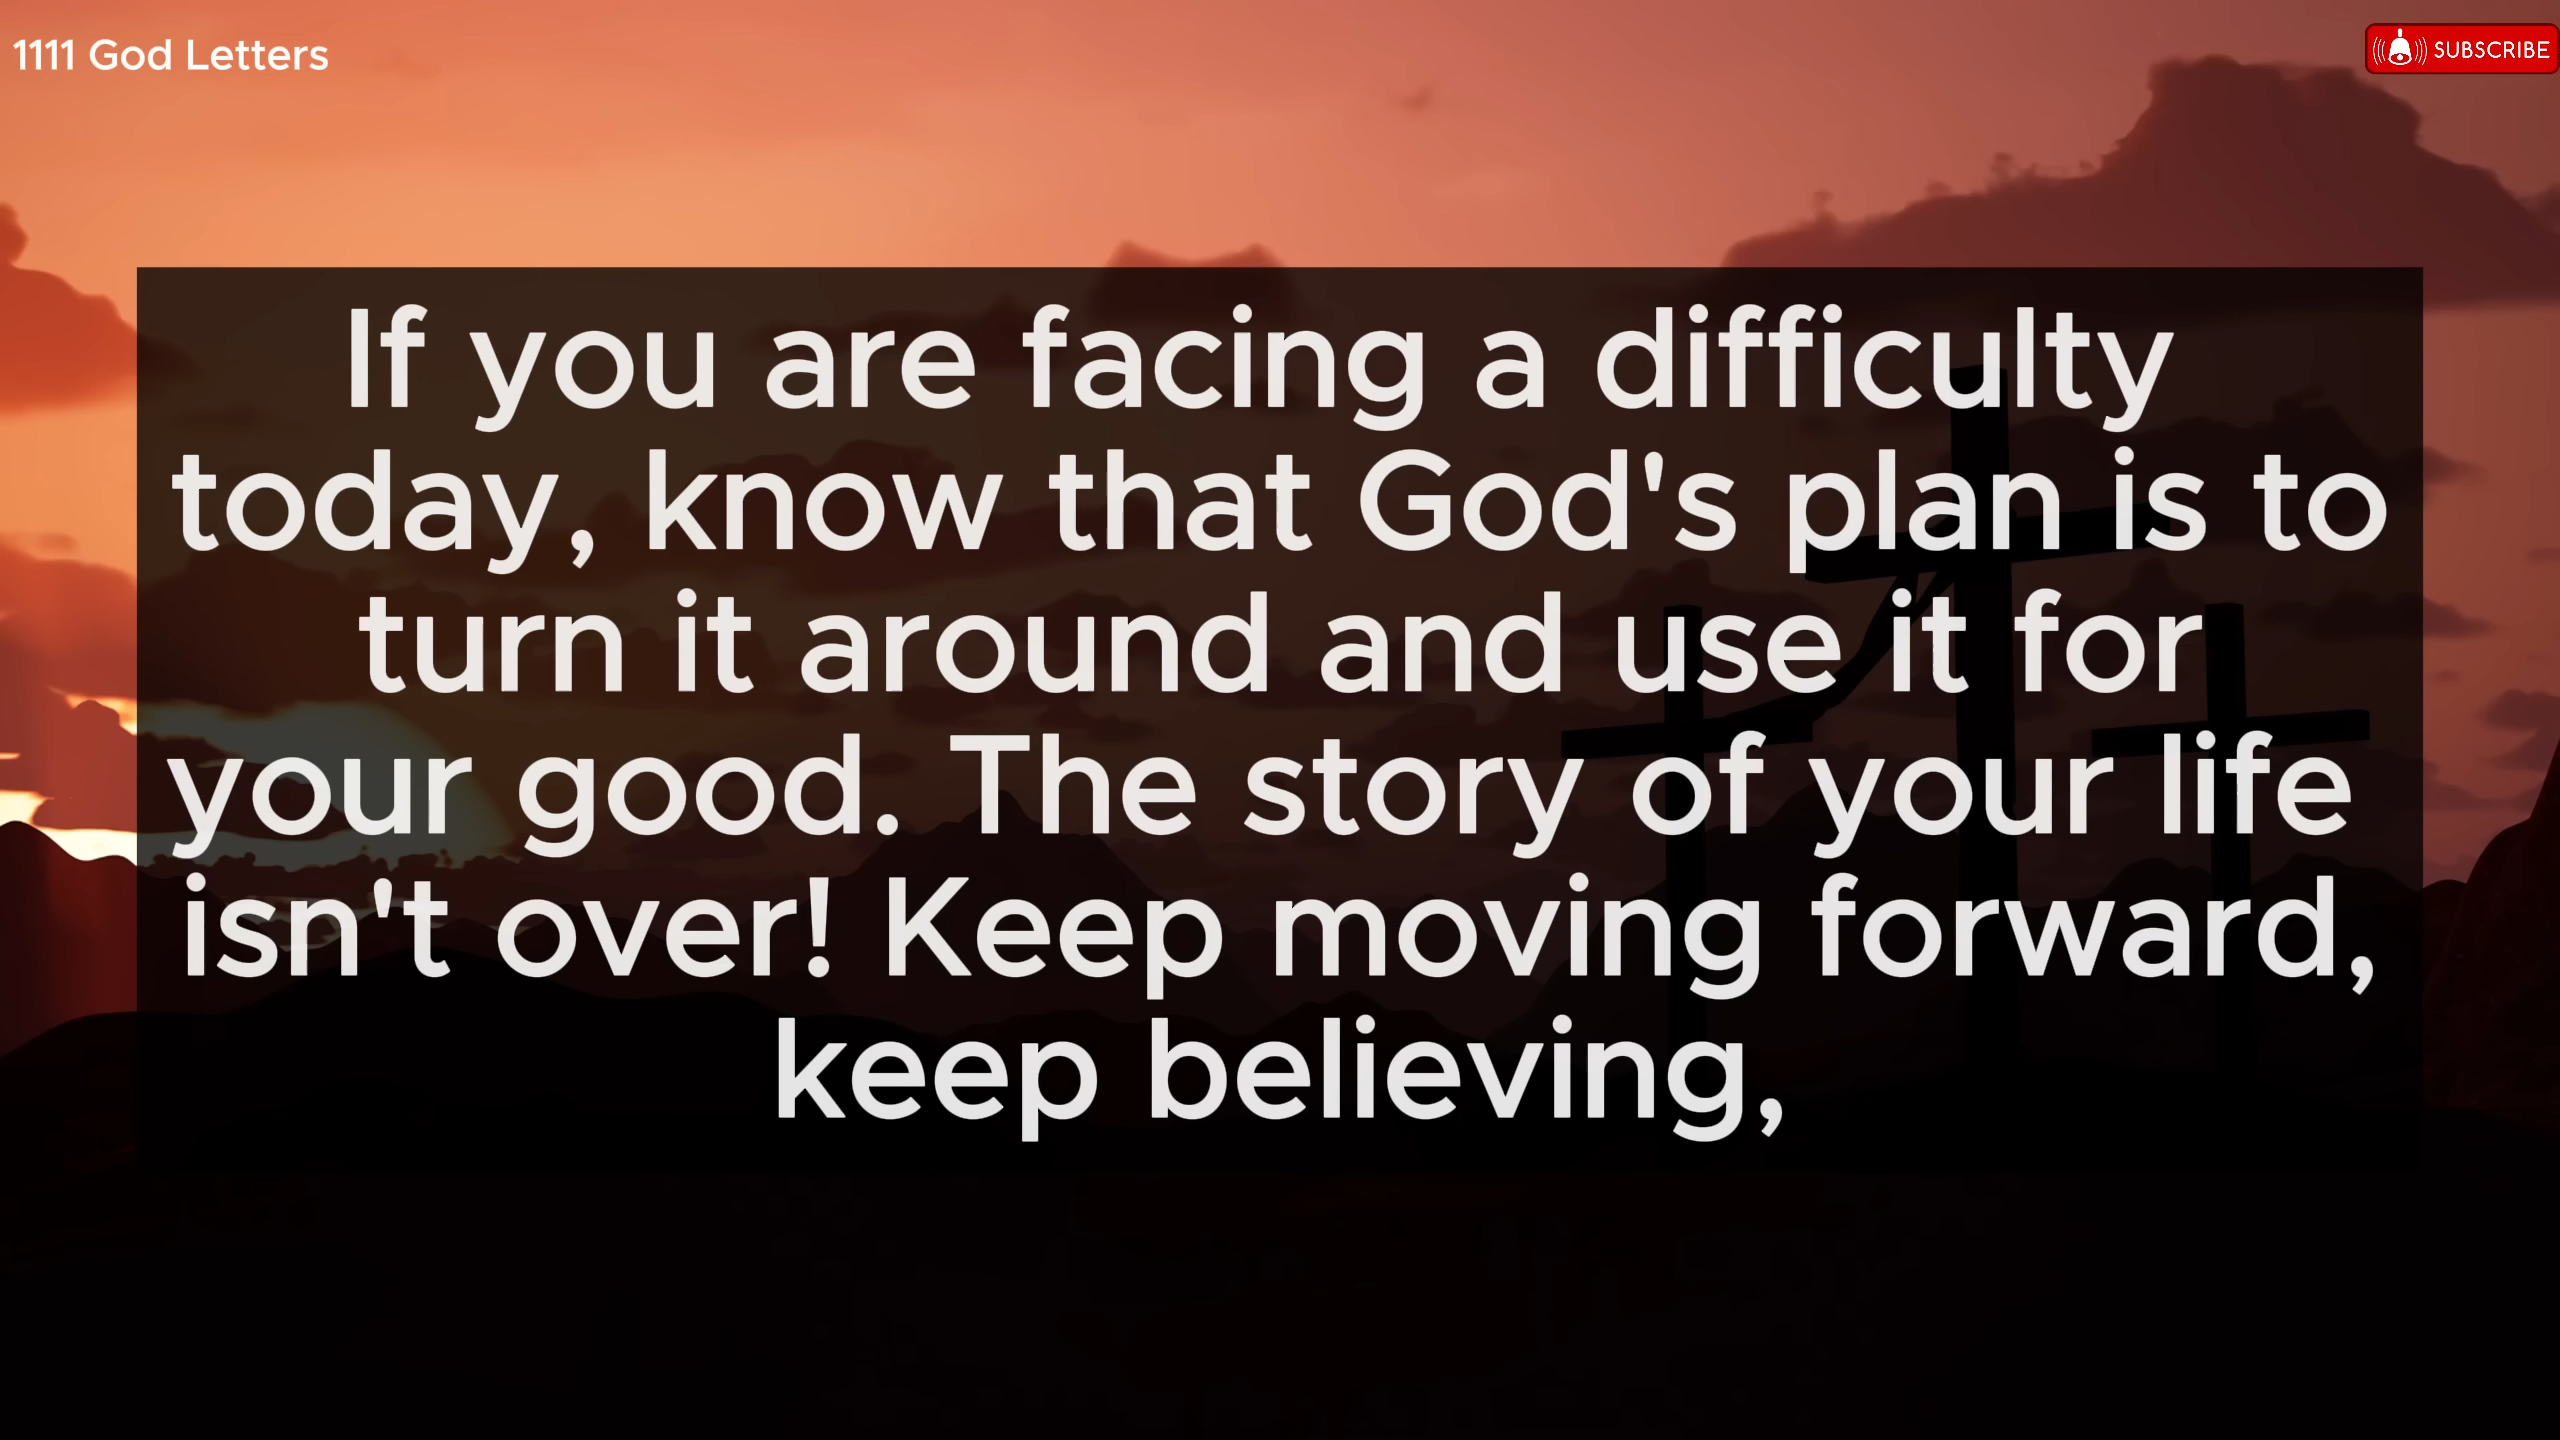 1111 God Letters
SUBSCRIBE
If you are facing a difficulty
today, know that God's plan is to
turn it around and use it for
your good. The story of your life
isn't over! Keep moving forward,
keep believing,